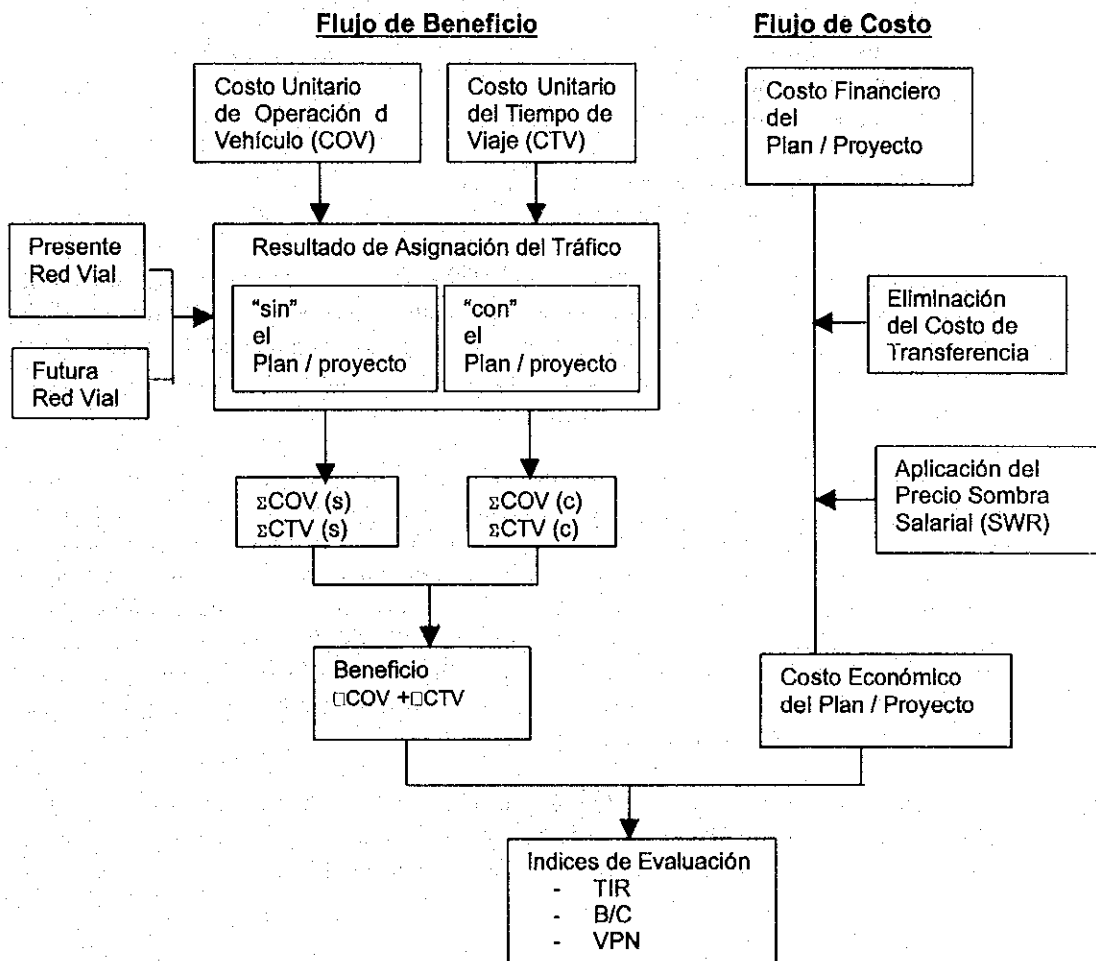 Flujo de Beneficio
Flujo de Costo
Costo Unitario
de Operación d
Vehículo (COV)
Costo Unitario
del Tiempo de
Viaje (CTV)
Costo Financiero
del
Plan / Proyecto
Presente
Red Vial
Futura
Red Vial
Resultado de Asignación del Tráfico
"sin"
el
Plan / proyecto
"con"
el
Plan / proyecto
Eliminación
del Costo de
Transferencia
Aplicación del
Precio Sombra
Salarial (SWR)
ΣCOV (s)
ΣCTV (s)
ΣCOV (c)
ΣCTV (c)
Beneficio
□COV +□CTV
Costo Económico
del Plan / Proyecto
Indices de Evaluación
- TIR
- B/C
- VPN